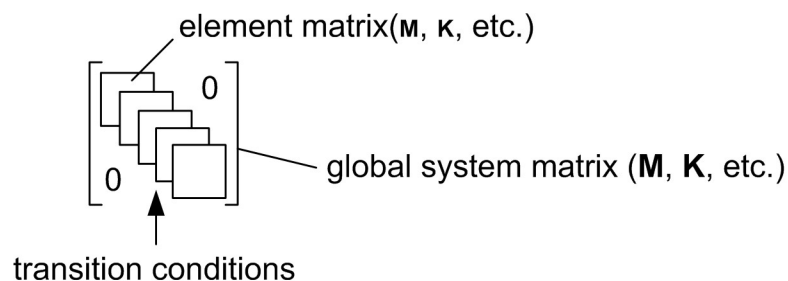 element matrix(M, K, etc.)
0
0
global system matrix (M, K, etc.)
transition conditions